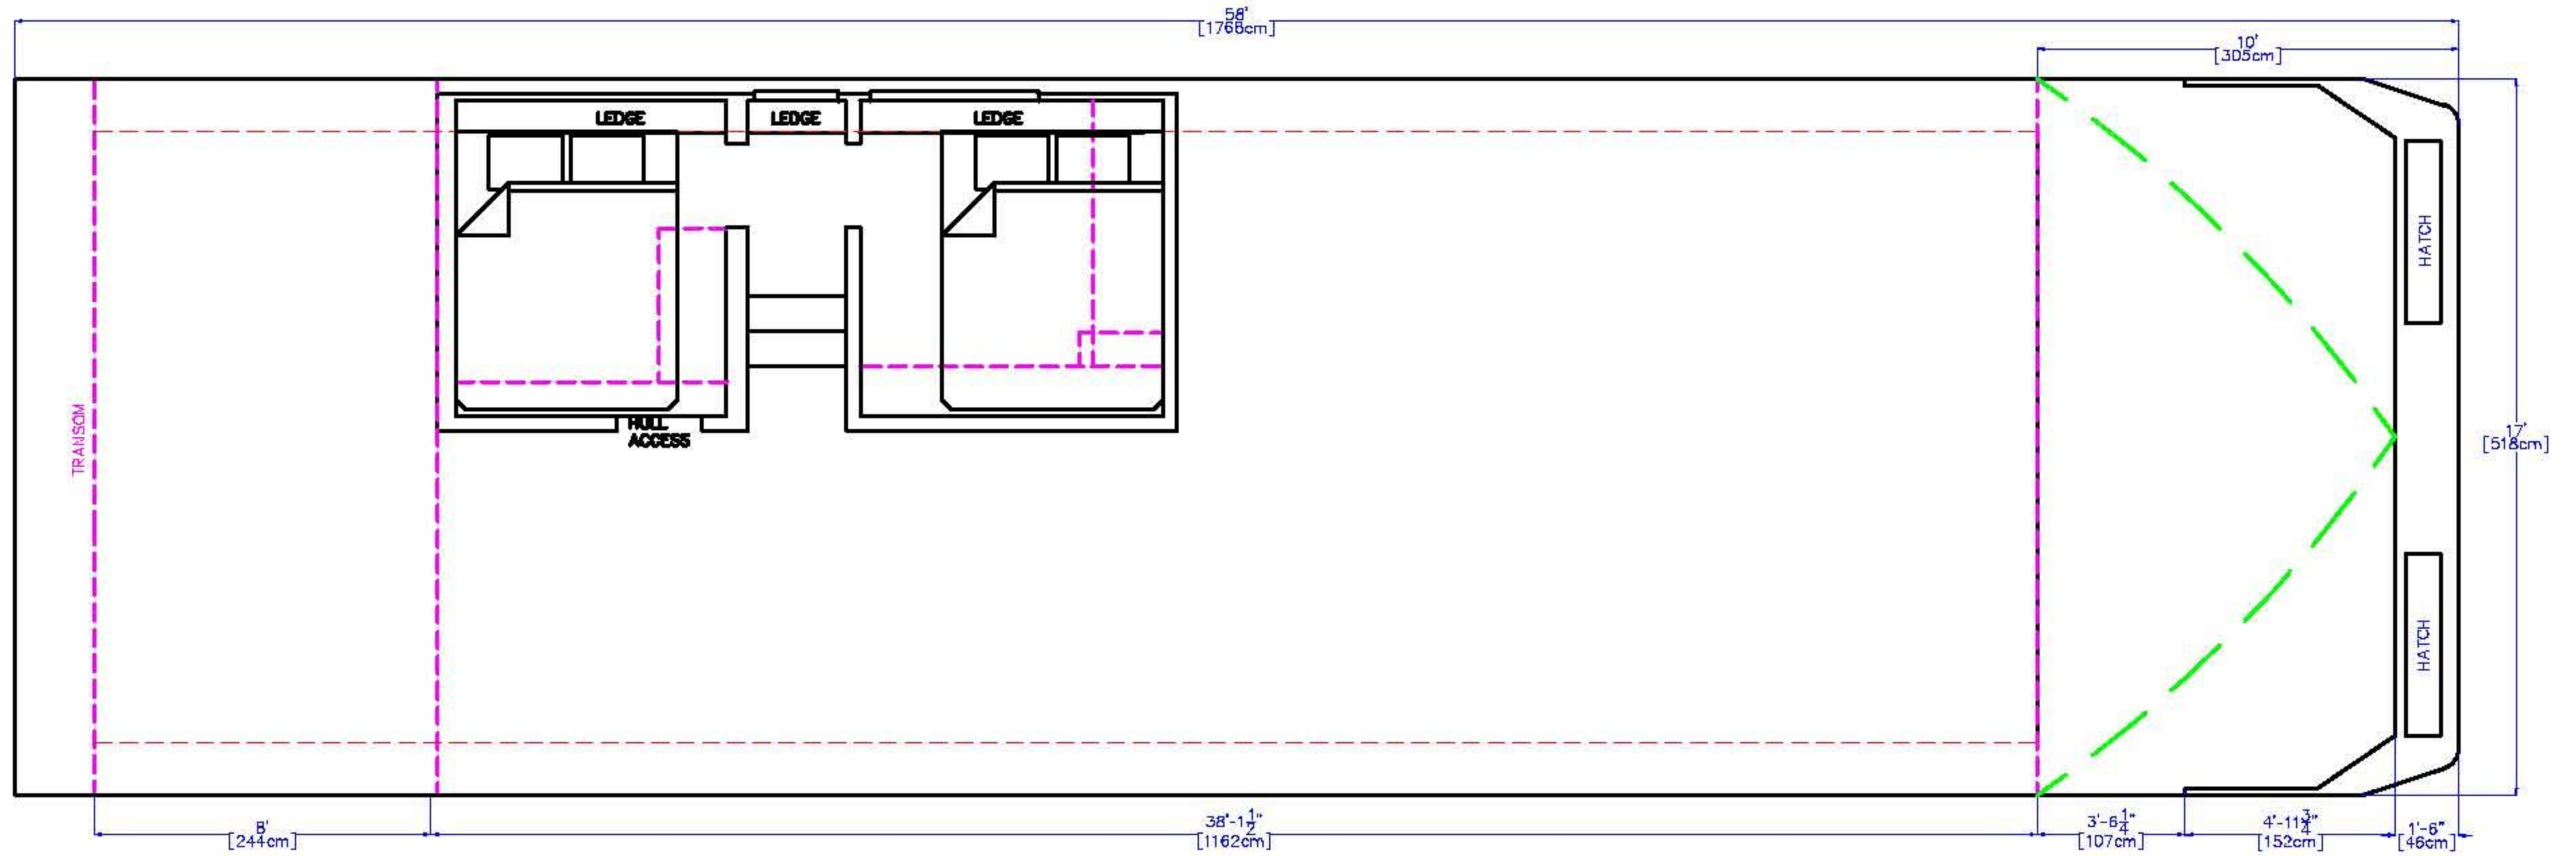 58'
[1768cm]
10'
[305cm]
LEDGE
LEDGE
LEDGE
HATCH
TRANSOM
HULL
ACCESS
17'
[518cm]
HATCH
8'
[244cm]
38'-1 1/2"
[1162cm]
3'-6 1/4"
[107cm]
4'-11 3/4"
[152cm]
1'-6"
[46cm]